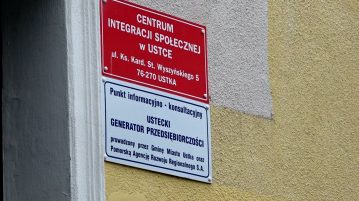 CENTRUM
INTEGRACJI SPOŁECZNEJ
w USTCE
ul. Ks. Kard. St. Wyszyńskiego 5
76-270 USTKA
Punkt informacyjno - konsultacyjny
USTECKI
GENERATOR PRZEDSIĘBIORCZOŚCI
prowadzony przez Gminę Miasto Ustka oraz
Pomorską Agencję Rozwoju Regionalnego S.A.